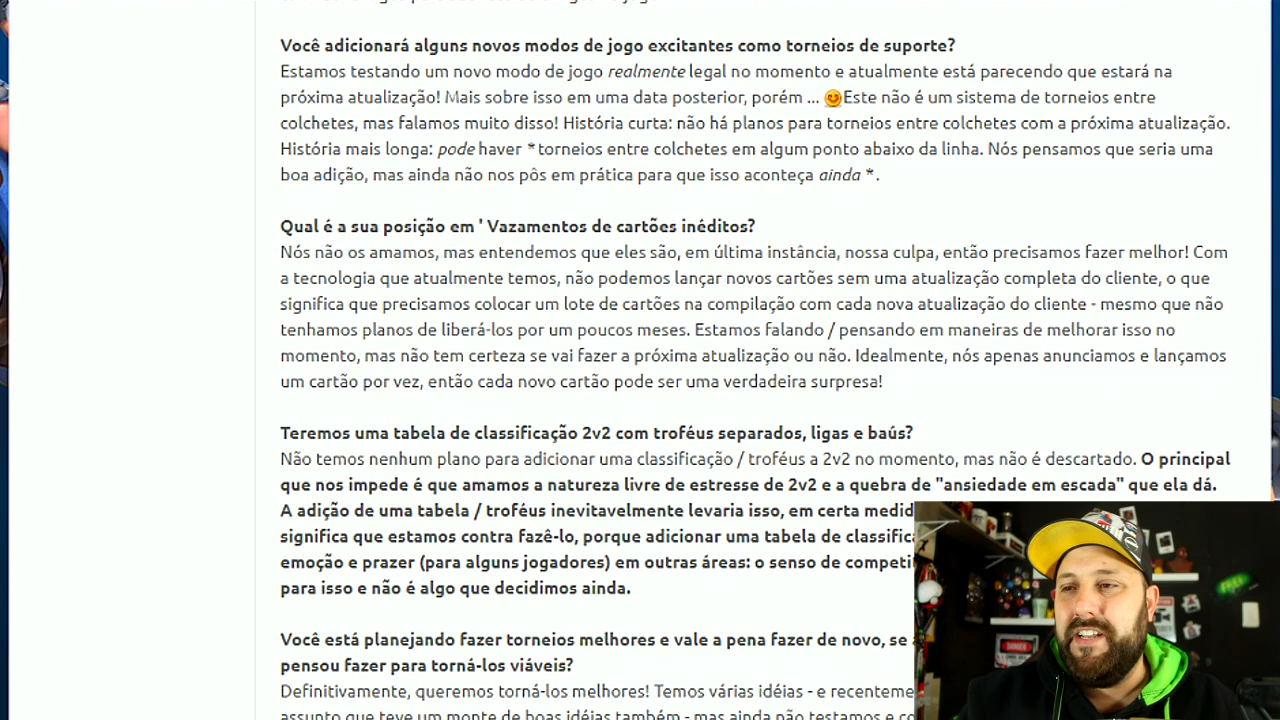 Você adicionará alguns novos modos de jogo excitantes como torneios de suporte?
Estamos testando um novo modo de jogo realmente legal no momento e atualmente está parecendo que estará na
próxima atualização! Mais sobre isso em uma data posterior, porém ... Este não é um sistema de torneios entre
colchetes, mas falamos muito disso! História curta: não há planos para torneios entre colchetes com a próxima atualização.
História mais longa: pode haver * torneios entre colchetes em algum ponto abaixo da linha. Nós pensamos que seria uma
boa adição, mas ainda não nos pôs em prática para que isso aconteça ainda * .
Qual é a sua posição em ' Vazamentos de cartões inéditos?
Nós não os amamos, mas entendemos que eles são, em última instância, nossa culpa, então precisamos fazer melhor! Com
a tecnologia que atualmente temos, não podemos lançar novos cartões sem uma atualização completa do cliente, o que
significa que precisamos colocar um lote de cartões na compilação com cada nova atualização do cliente - mesmo que não
tenhamos planos de liberá-los por um poucos meses. Estamos falando / pensando em maneiras de melhorar isso no
momento, mas não tem certeza se vai fazer a próxima atualização ou não. Idealmente, nós apenas anunciamos e lançamos
um cartão por vez, então cada novo cartão pode ser uma verdadeira surpresa!
Teremos uma tabela de classificação 2v2 com troféus separados, ligas e baús?
Não temos nenhum plano para adicionar uma classificação / troféus a 2v2 no momento, mas não é descartado. O principal
que nos impede é que amamos a natureza livre de estresse de 2v2 e a quebra de "ansiedade em escada" que ela dá.
A adição de uma tabela / troféus inevitavelmente levaria isso, em certa medid
significa que estamos contra fazê-lo, porque adicionar uma tabela de classifica
emoção e prazer (para alguns jogadores) em outras áreas: o senso de competi
para isso e não é algo que decidimos ainda.
Você está planejando fazer torneios melhores e vale a pena fazer de novo, se
pensou fazer para torná-los viáveis?
Definitivamente, queremos torná-los melhores! Temos várias idéias - e recenteme
assunto que teve um monte de boas idéias também - mas ainda não testamos e co
DANGER